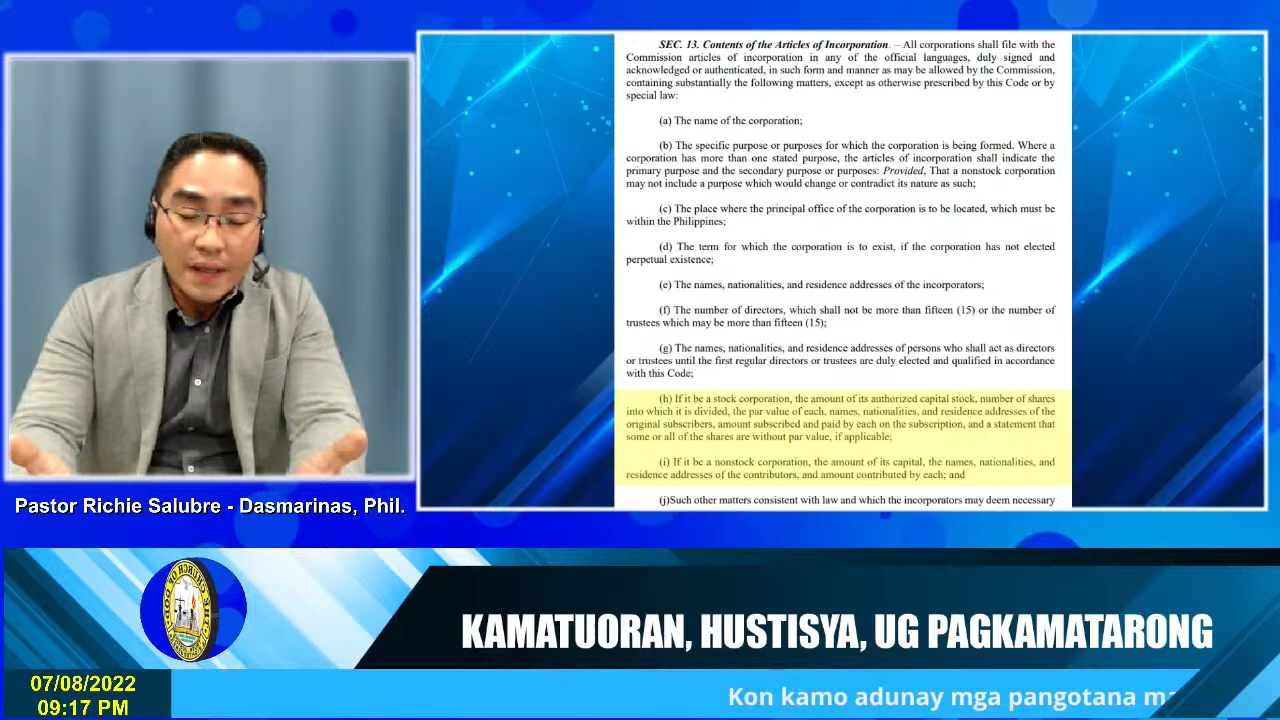 SEC. 13. Contents of the Articles of Incorporation. – All corporations shall file with the
Commission articles of incorporation in any of the official languages, duly signed and
acknowledged or authenticated, in such form and manner as may be allowed by the Commission,
containing substantially the following matters, except as otherwise prescribed by this Code or by
special law:
(a) The name of the corporation;
(b) The specific purpose or purposes for which the corporation is being formed. Where a
corporation has more than one stated purpose, the articles of incorporation shall indicate the
primary purpose and the secondary purpose or purposes: Provided, That a nonstock corporation
may not include a purpose which would change or contradict its nature as such;
(c) The place where the principal office of the corporation is to be located, which must be
within the Philippines;
(d) The term for which the corporation is to exist, if the corporation has not elected
perpetual existence;
(e) The names, nationalities, and residence addresses of the incorporators;
(f) The number of directors, which shall not be more than fifteen (15) or the number of
trustees which may be more than fifteen (15);
(g) The names, nationalities, and residence addresses of persons who shall act as directors
or trustees until the first regular directors or trustees are duly elected and qualified in accordance
with this Code;
(h) If it be a stock corporation, the amount of its authorized capital stock, number of shares
into which it is divided, the par value of each, names, nationalities, and residence addresses of the
original subscribers, amount subscribed and paid by each on the subscription, and a statement that
some or all of the shares are without par value, if applicable;
(i) If it be a nonstock corporation, the amount of its capital, the names, nationalities, and
residence addresses of the contributors, and amount contributed by each; and
(j)Such other matters consistent with law and which the incorporators may deem necessary
Pastor Richie Salubre - Dasmarinas, Phil.
KAMATUORAN, HUSTISYA, UG PAGKAMATARONG
07/08/2022
09:17 PM
Kon kamo adunay mga pangotana